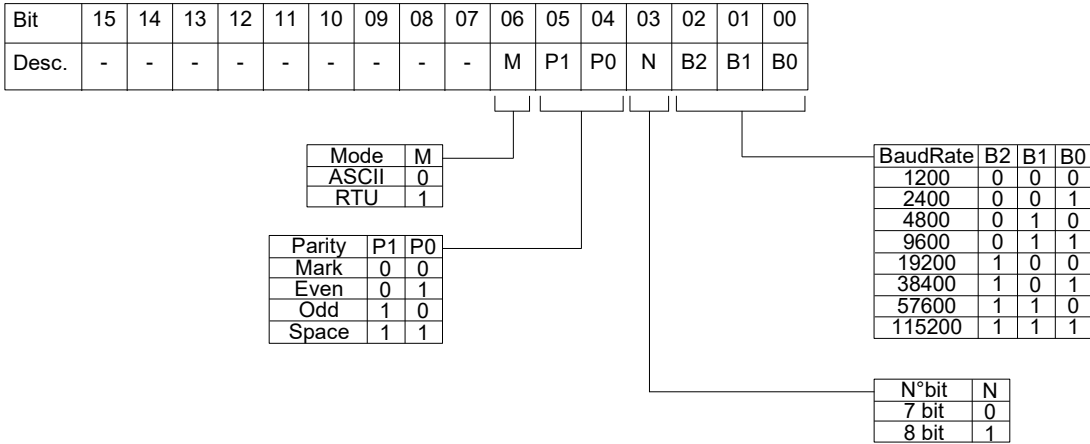 Bit 15 14 13 12 11 10 09 08 07 06 05 04 03 02 01 00
Desc. - - - - - - - - - M P1 P0 N B2 B1 B0
Mode M
ASCII 0
RTU 1
Parity P1 P0
Mark 0 0
Even 0 1
Odd 1 0
Space 1 1
BaudRate B2 B1 B0
1200 0 0 0
2400 0 0 1
4800 0 1 0
9600 0 1 1
19200 1 0 0
38400 1 0 1
57600 1 1 0
115200 1 1 1
N°bit N
7 bit 0
8 bit 1